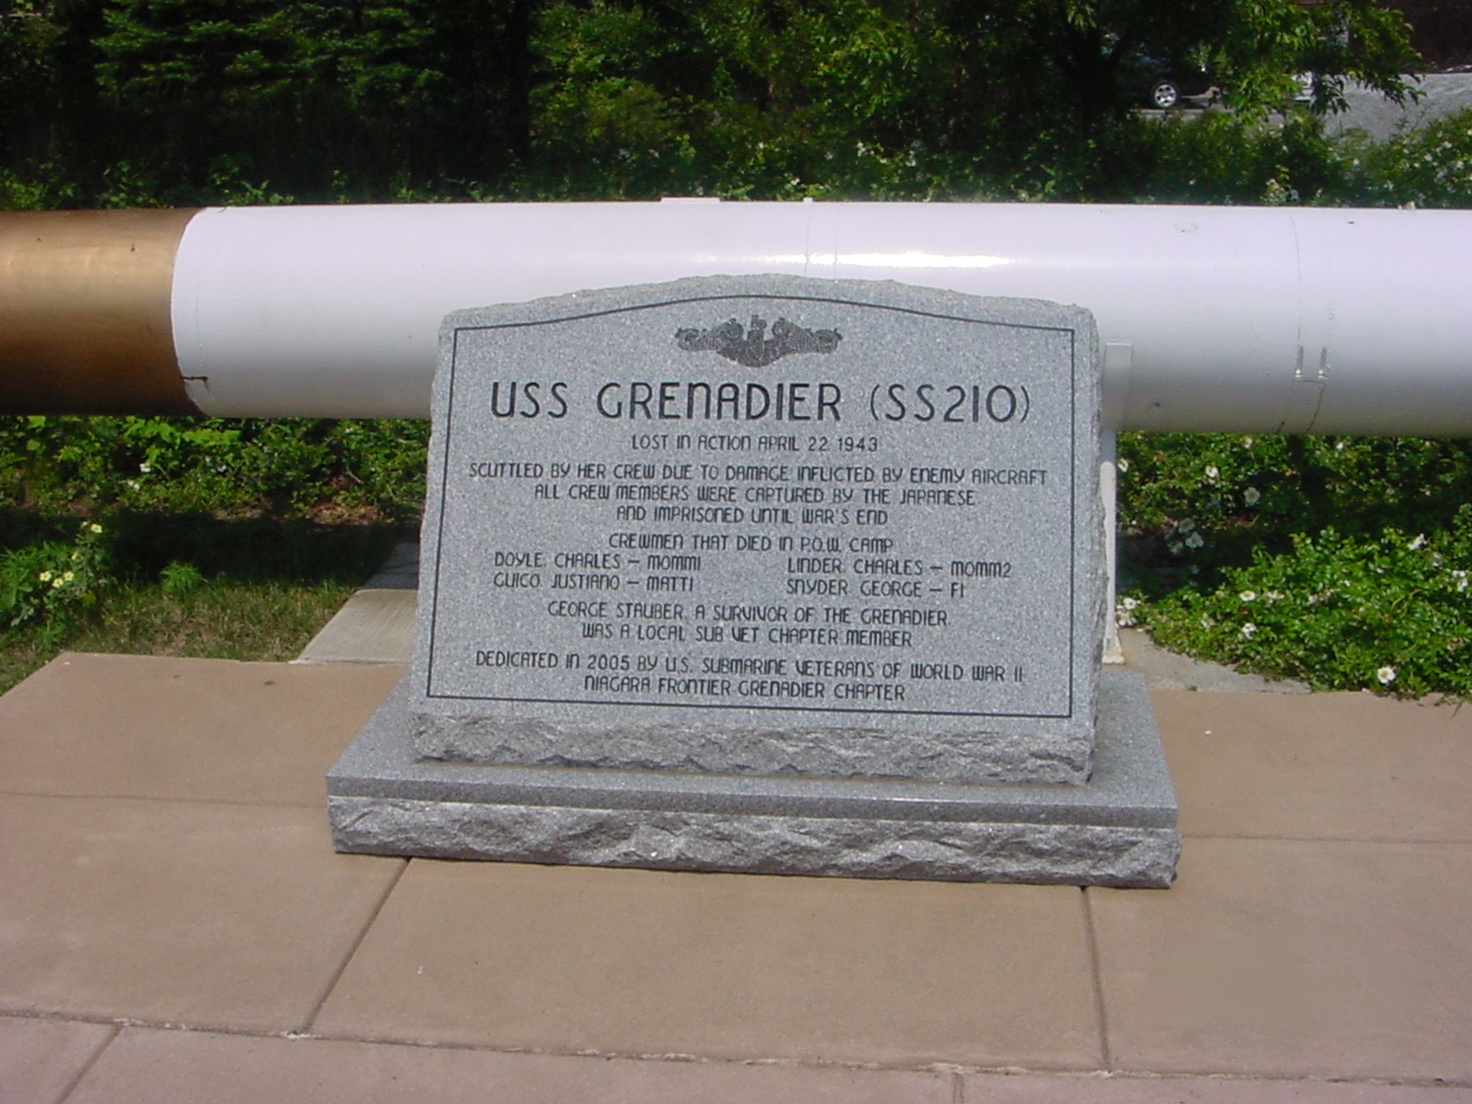 USS GRENADIER (SS210)
LOST IN ACTION APRIL 22, 1943
SCUTTLED BY HER CREW DUE TO DAMAGE INFLICTED BY ENEMY AIRCRAFT
ALL CREW MEMBERS WERE CAPTURED BY THE JAPANESE
AND IMPRISONED UNTIL WAR'S END
CREWMEN THAT DIED IN P.O.W. CAMP
DOYLE, CHARLES – MOMM1 LINDER, CHARLES – MOMM2
GUICO, JUSTIANO – MATT1 SNYDER, GEORGE – F1
GEORGE STAUBER, A SURVIVOR OF THE GRENADIER,
WAS A LOCAL SUB VET CHAPTER MEMBER
DEDICATED IN 2005 BY U.S. SUBMARINE VETERANS OF WORLD WAR II
NIAGARA FRONTIER GRENADIER CHAPTER